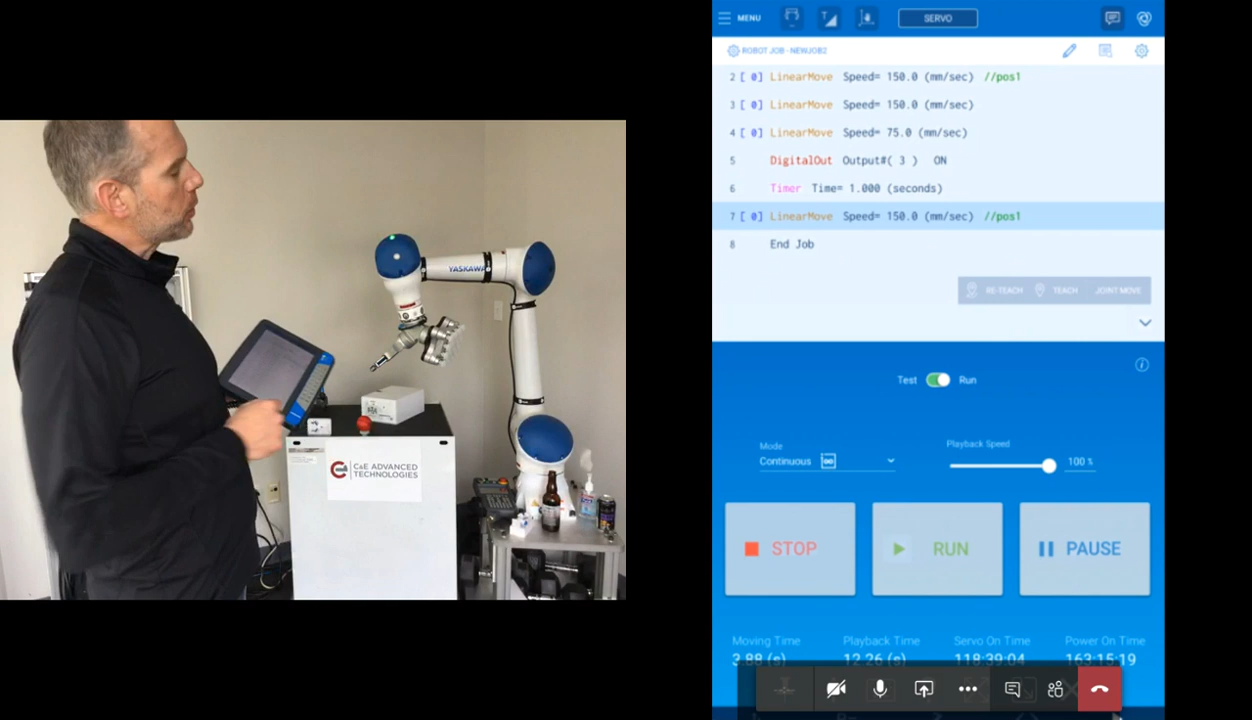 YASKAWA
C&E ADVANCED
TECHNOLOGIES
MENU
SERVO
ROBOT JOB - NEWJOB2
2 [ 0] LinearMove Speed= 150.0 (mm/sec) //pos1
3 [ 0] LinearMove Speed= 150.0 (mm/sec)
4 [ 0] LinearMove Speed= 75.0 (mm/sec)
5 DigitalOut Output#( 3 ) ON
6 Timer Time= 1.000 (seconds)
7 [ 0] LinearMove Speed= 150.0 (mm/sec) //pos1
8 End Job
RE-TEACH TEACH JOINT MOVE
Test Run
Mode
Continuous
Playback Speed
100 %
STOP RUN PAUSE
Moving Time Playback Time Servo On Time Power On Time
3.88 (s) 12.26 (s) 118:39:04 163:15:19